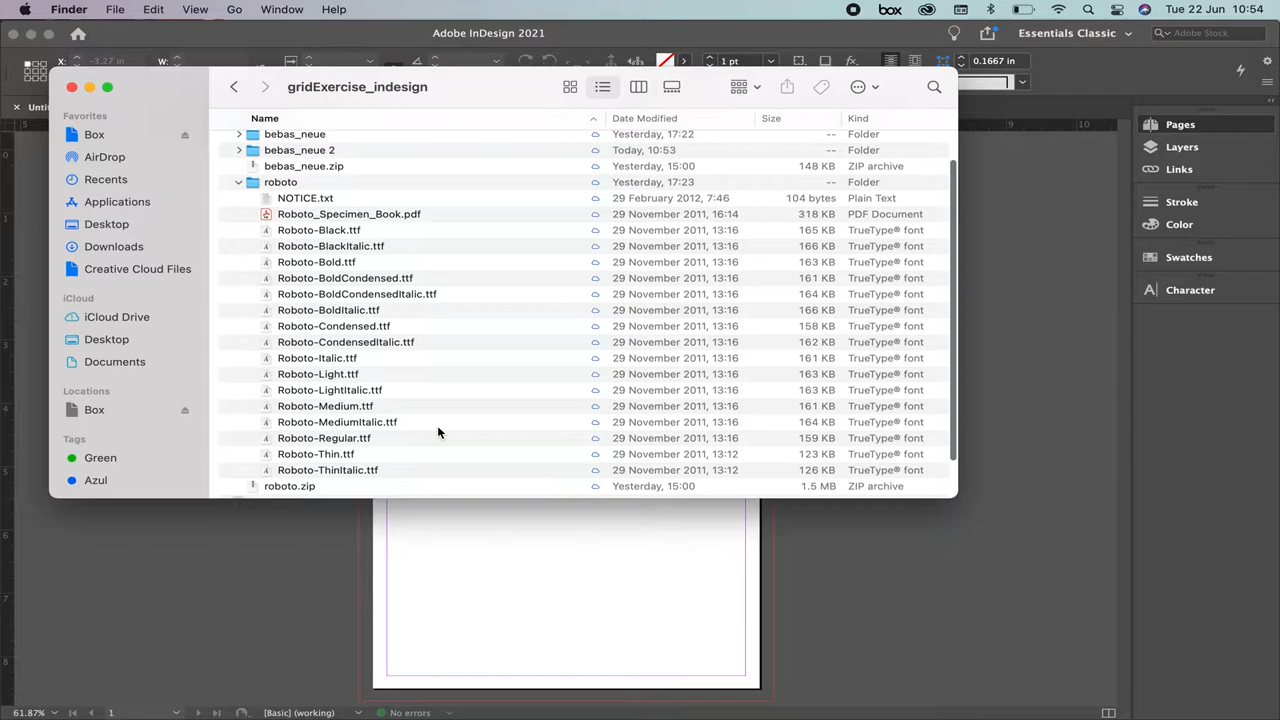 Finder File Edit View Go Window Help box Tue 22 Jun 10:54
Adobe InDesign 2021 Essentials Classic Adobe Stock
X: -3.27 in W: 1 pt 0.1667 in
gridExercise_indesign
Favorites
Box
AirDrop
Recents
Applications
Desktop
Downloads
Creative Cloud Files
iCloud
iCloud Drive
Desktop
Documents
Locations
Box
Tags
Green
Azul
Name Date Modified Size Kind
bebas_neue Yesterday, 17:22 -- Folder
bebas_neue 2 Today, 10:53 -- Folder
bebas_neue.zip Yesterday, 15:00 148 KB ZIP archive
roboto Yesterday, 17:23 -- Folder
NOTICE.txt 29 February 2012, 7:46 104 bytes Plain Text
Roboto_Specimen_Book.pdf 29 November 2011, 16:14 318 KB PDF Document
Roboto-Black.ttf 29 November 2011, 13:16 165 KB TrueType® font
Roboto-BlackItalic.ttf 29 November 2011, 13:16 166 KB TrueType® font
Roboto-Bold.ttf 29 November 2011, 13:16 163 KB TrueType® font
Roboto-BoldCondensed.ttf 29 November 2011, 13:16 161 KB TrueType® font
Roboto-BoldCondensedItalic.ttf 29 November 2011, 13:16 164 KB TrueType® font
Roboto-BoldItalic.ttf 29 November 2011, 13:16 166 KB TrueType® font
Roboto-Condensed.ttf 29 November 2011, 13:16 158 KB TrueType® font
Roboto-CondensedItalic.ttf 29 November 2011, 13:16 162 KB TrueType® font
Roboto-Italic.ttf 29 November 2011, 13:16 161 KB TrueType® font
Roboto-Light.ttf 29 November 2011, 13:16 163 KB TrueType® font
Roboto-LightItalic.ttf 29 November 2011, 13:16 163 KB TrueType® font
Roboto-Medium.ttf 29 November 2011, 13:16 161 KB TrueType® font
Roboto-MediumItalic.ttf 29 November 2011, 13:16 164 KB TrueType® font
Roboto-Regular.ttf 29 November 2011, 13:16 159 KB TrueType® font
Roboto-Thin.ttf 29 November 2011, 13:12 123 KB TrueType® font
Roboto-ThinItalic.ttf 29 November 2011, 13:12 126 KB TrueType® font
roboto.zip Yesterday, 15:00 1.5 MB ZIP archive
Pages
Layers
Links
Stroke
Color
Swatches
Character
5 9 10
0
1
2
4
5
6
7
8
61.87% 1 [Basic] (working) No errors